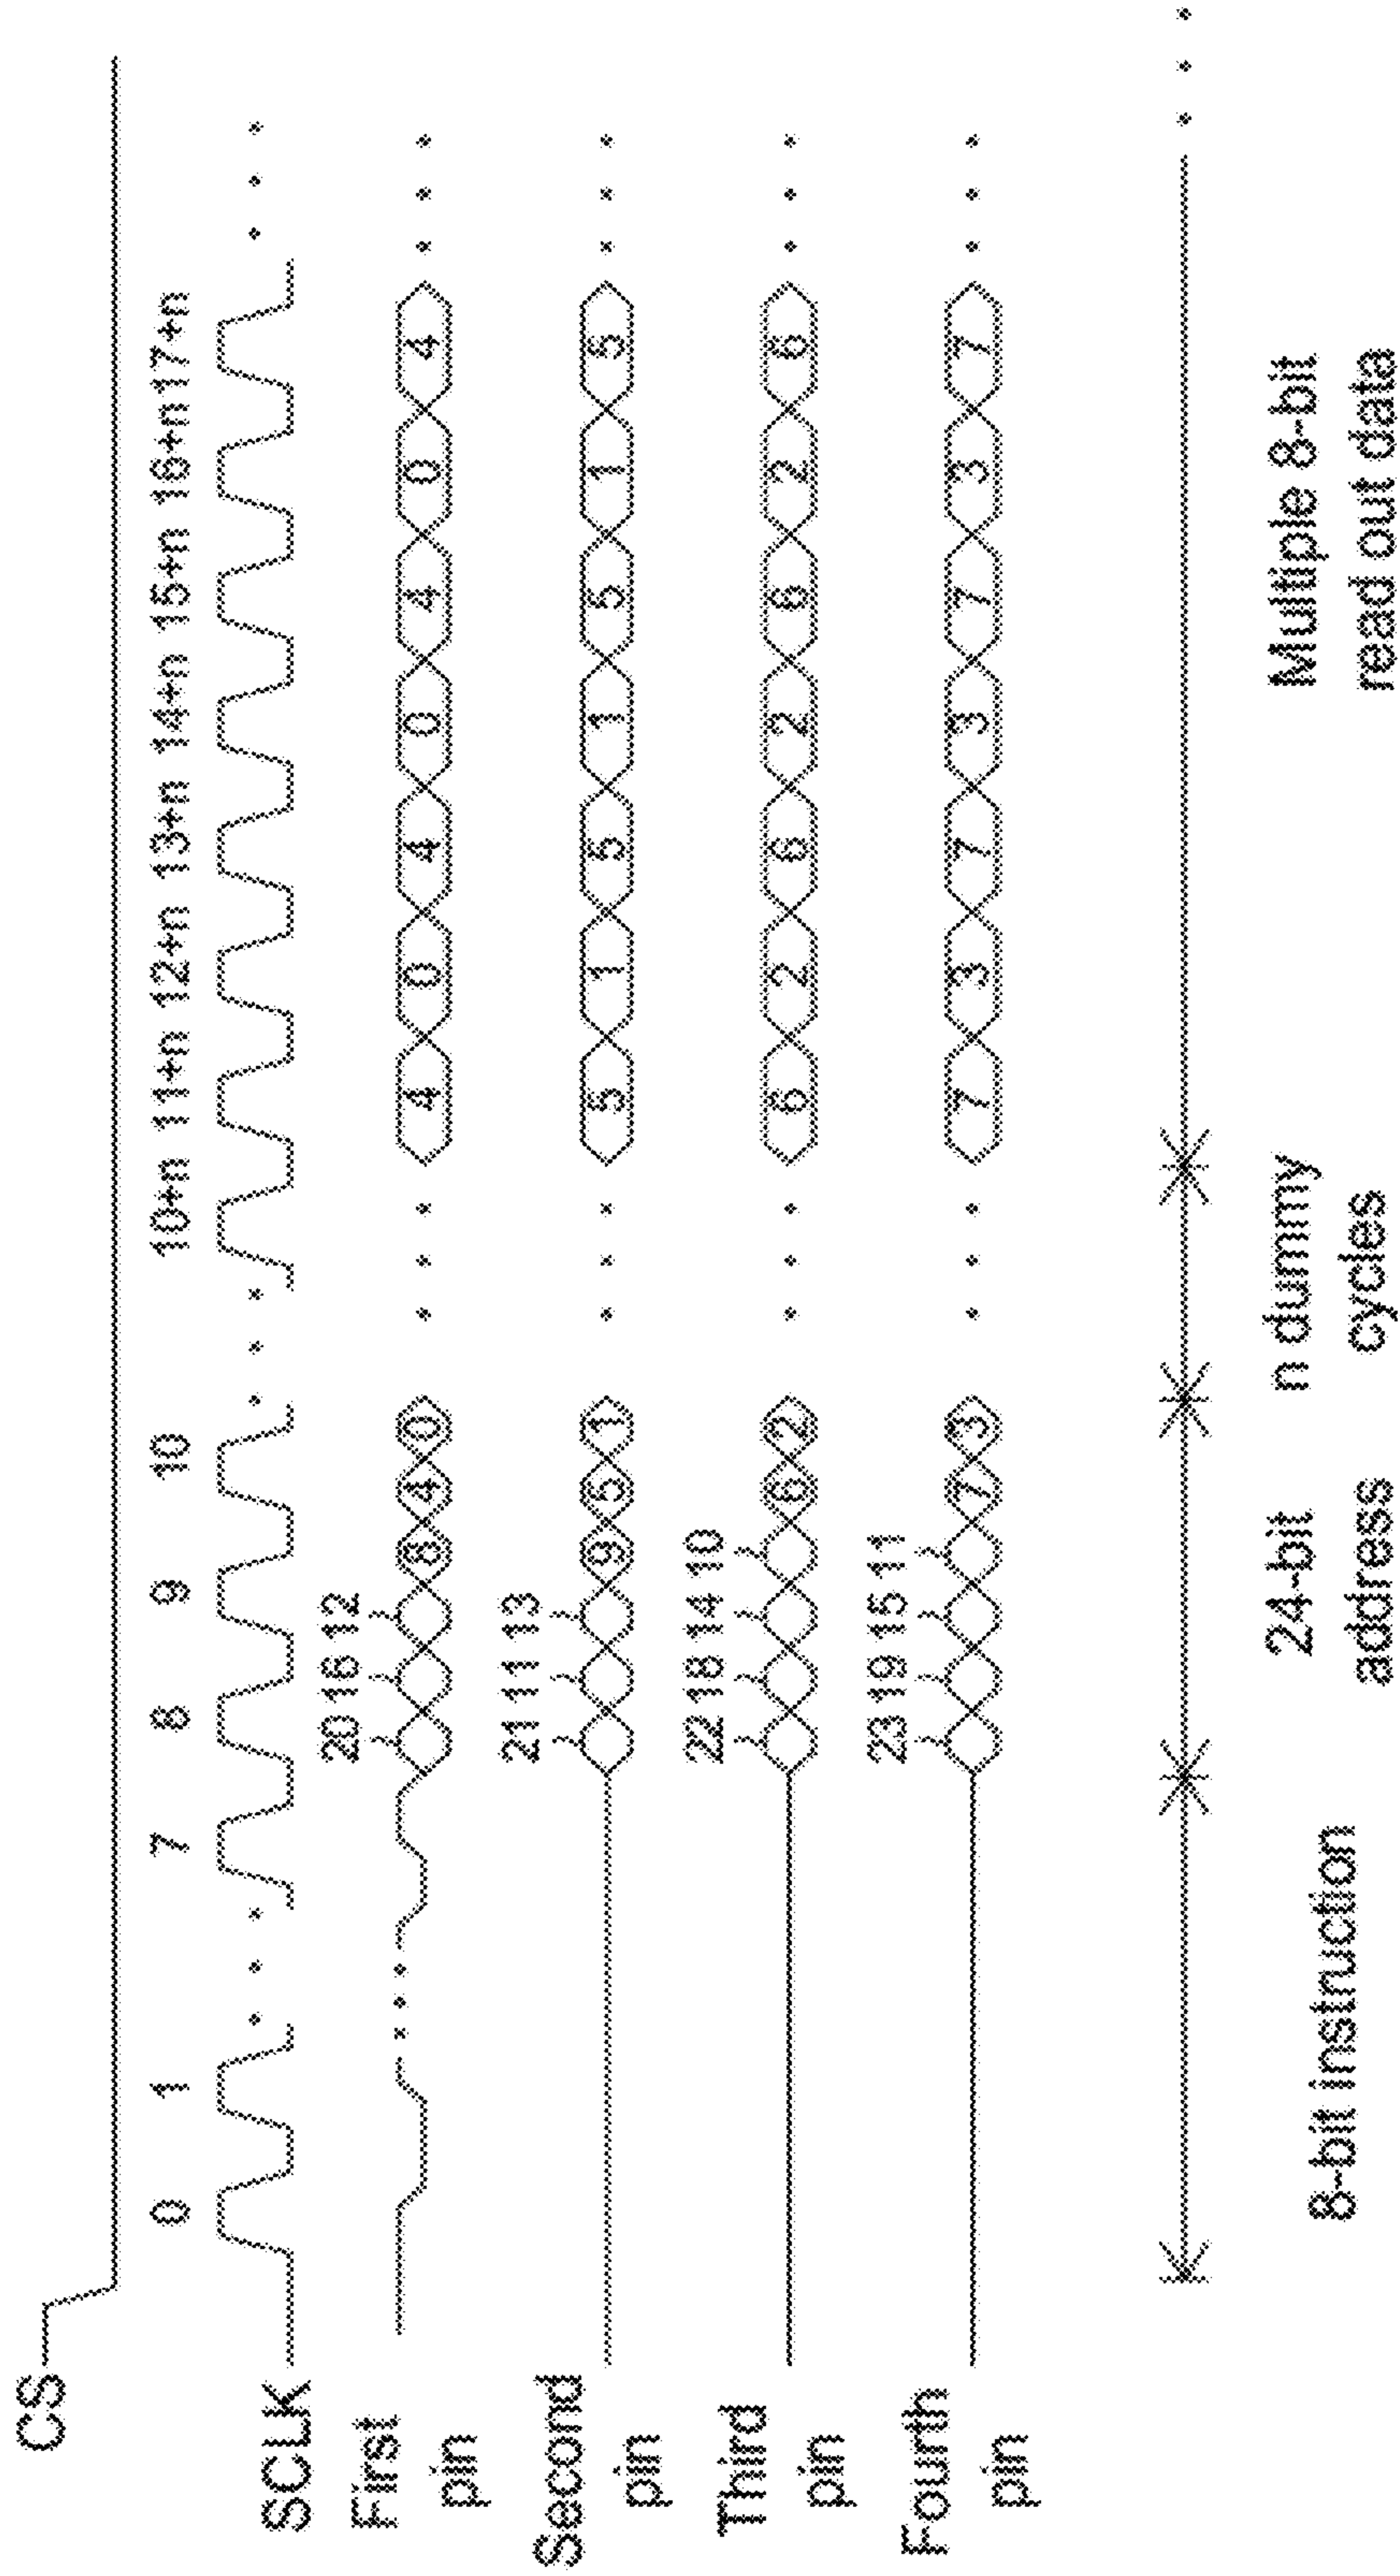 CS
0 1 7 8 9 10 10+n 11+n 12+n 13+n 14+n 15+n 16+n 17+n
SCLK
20 16 12
First pin
8 4 0 4 0 4 0 4 0 4
21 11 13
Second pin
9 5 1 5 1 5 1 5 1 5
22 18 14 10
Third pin
6 2 6 2 6 2 6 2 6
23 19 15 11
Fourth pin
7 3 7 3 7 3 7 3 7
8-bit instruction
24-bit address
n dummy cycles
Multiple 8-bit read out data